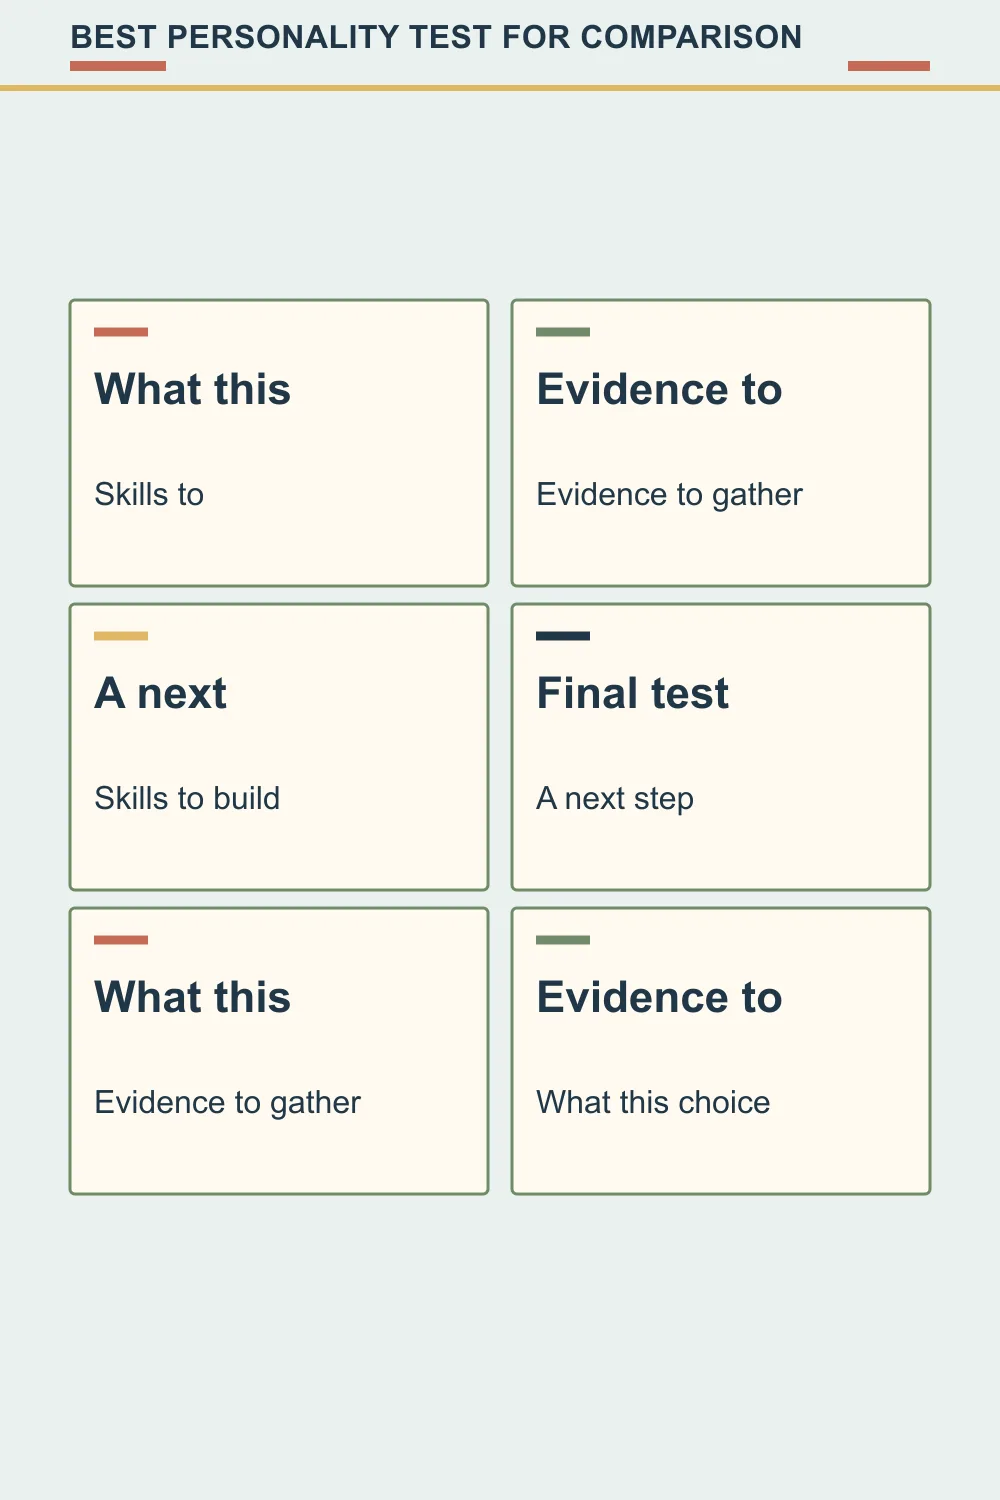 BEST PERSONALITY TEST FOR COMPARISON
What this
Skills to
Evidence to
Evidence to gather
A next
Skills to build
Final test
A next step
What this
Evidence to gather
Evidence to
What this choice